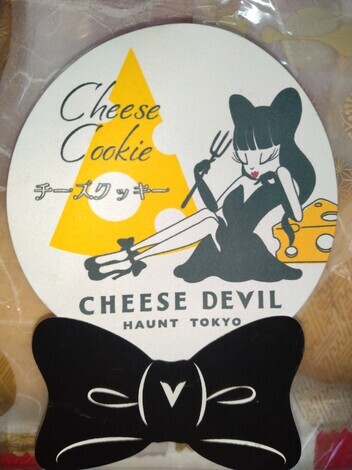 Cheese
Cookie
チーズクッキー
CHEESE DEVIL
HAUNT TOKYO